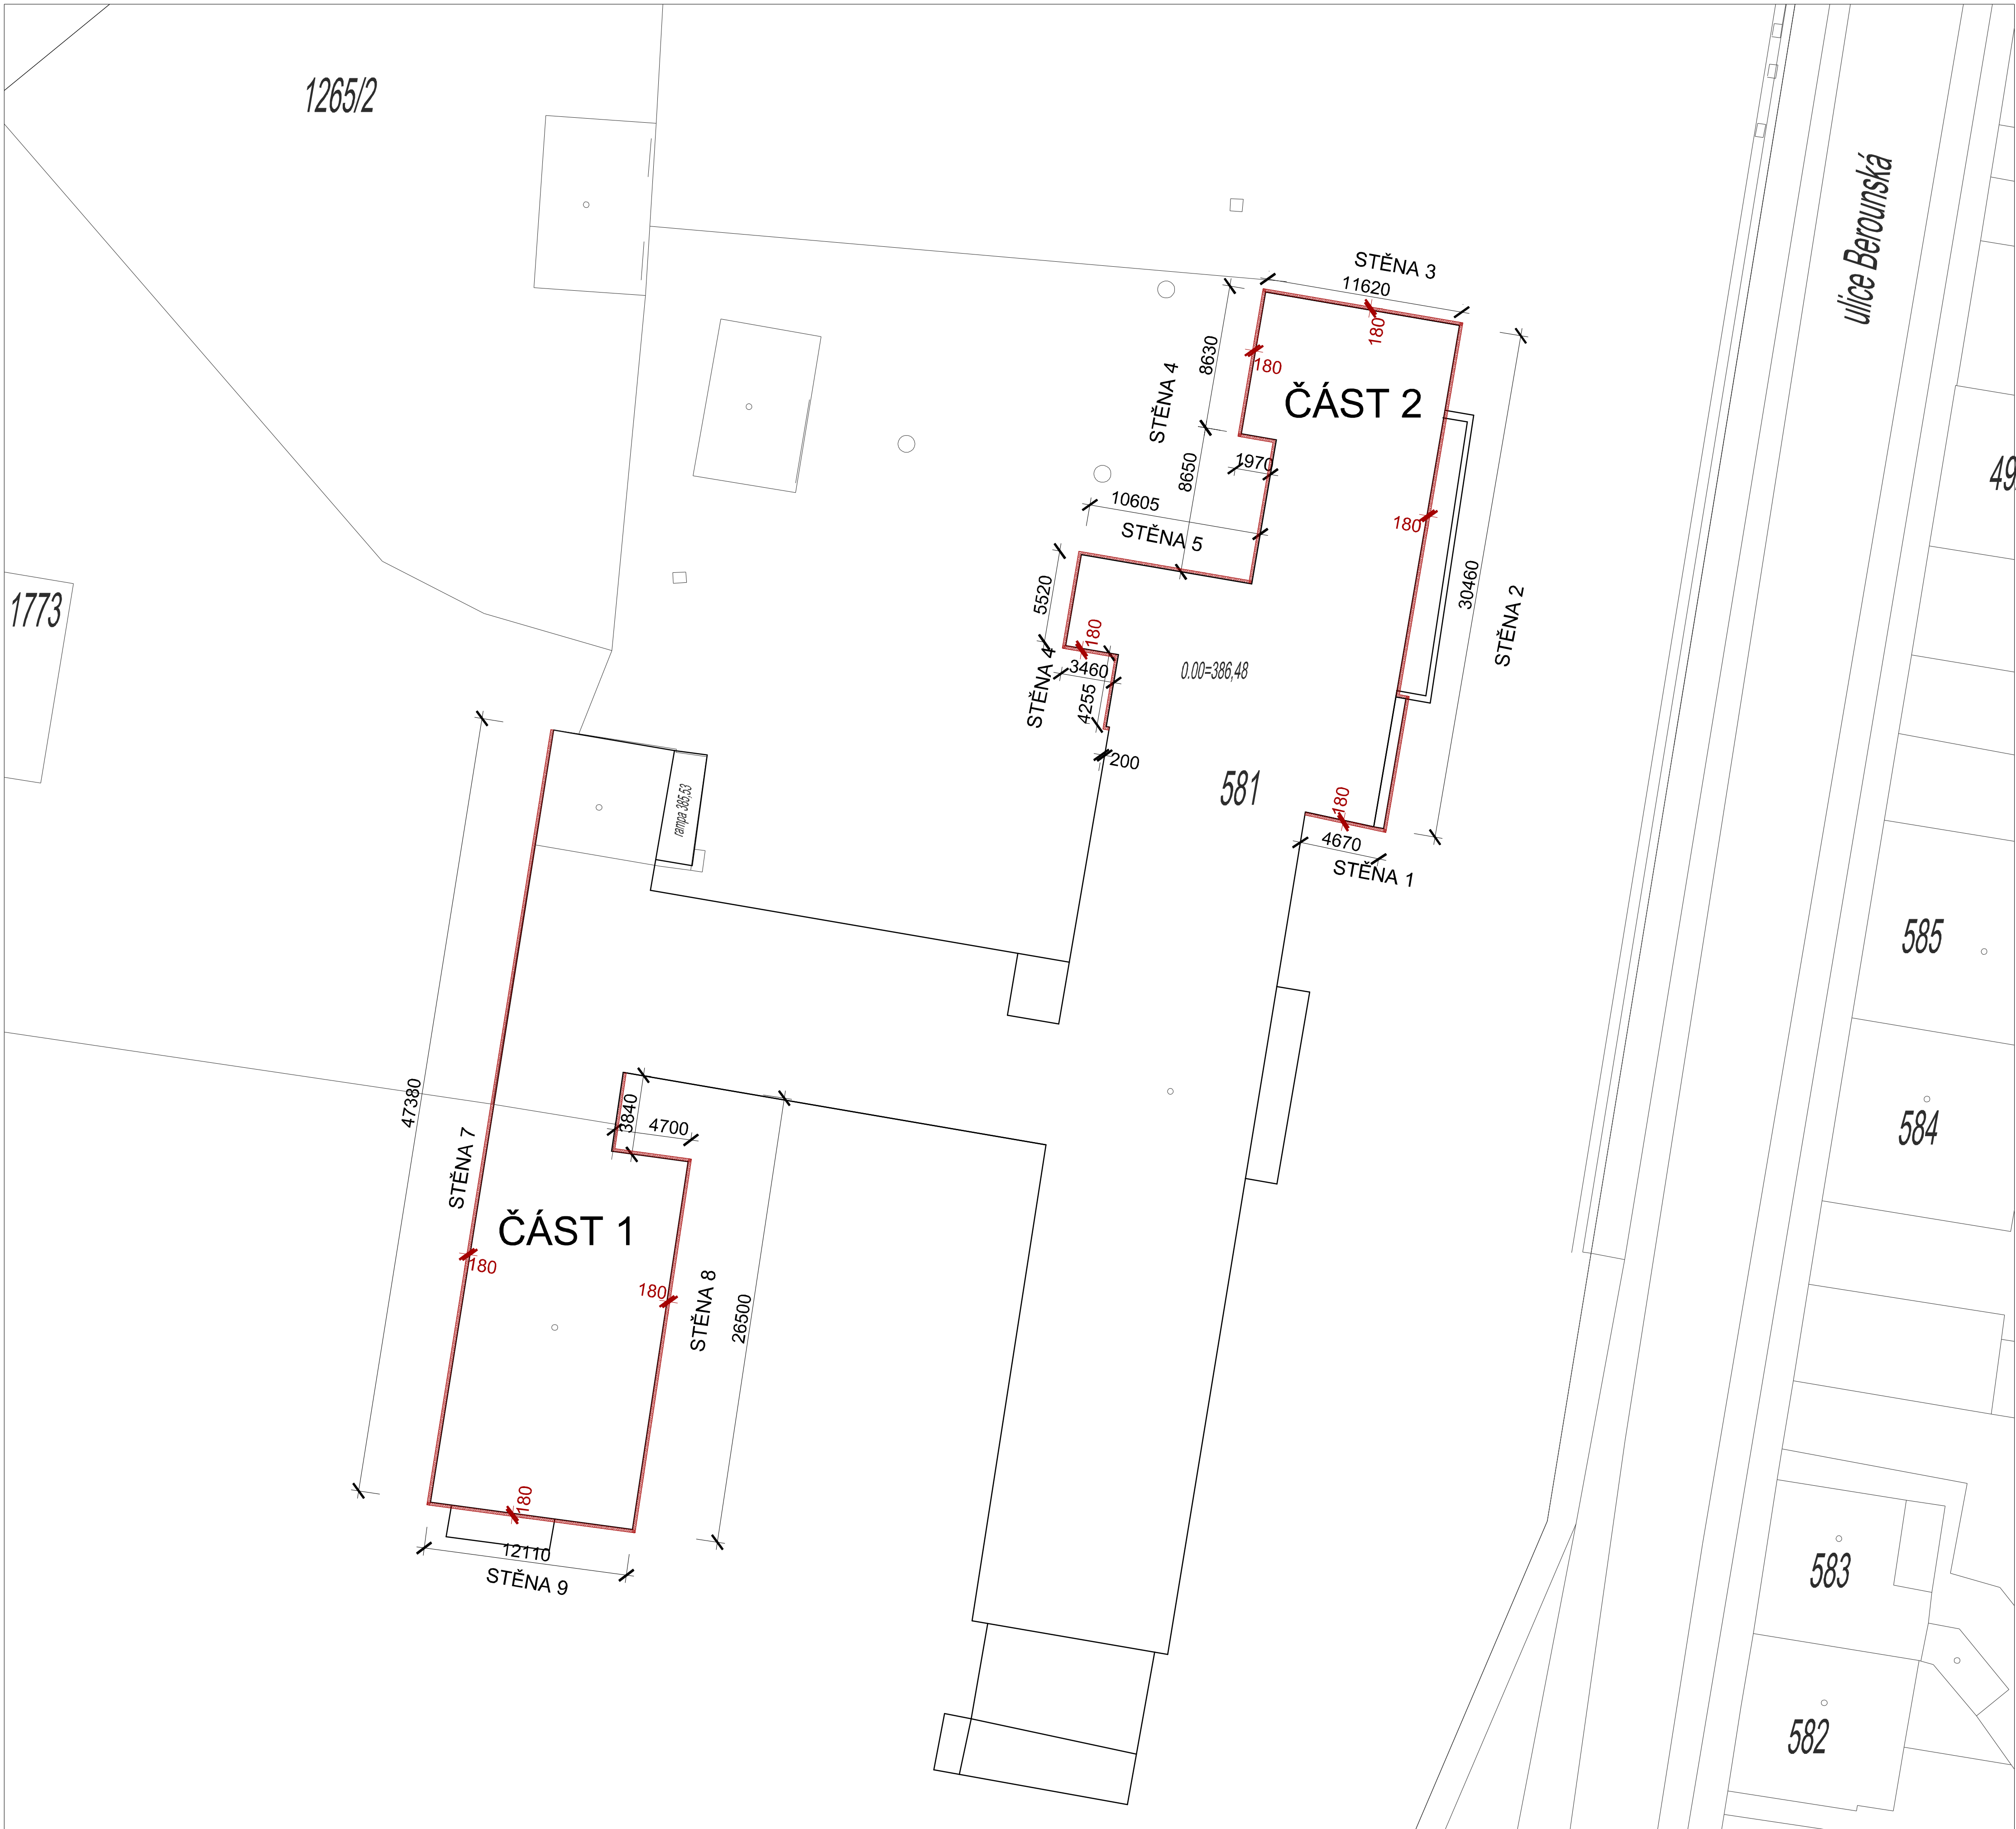 1265/2
ulice Berounská
STĚNA 3
11620
180
8630
180
STĚNA 4
ČÁST 2
8650
1970
10605
STĚNA 5
180
30460
STĚNA 2
5520
180
3460
STĚNA 4
4255
0.00=386,48
200
581
180
4670
STĚNA 1
1773
49
rampa 385,53
585
584
47380
STĚNA 7
3840
4700
ČÁST 1
180
180
STĚNA 8
26500
180
12110
STĚNA 9
583
582